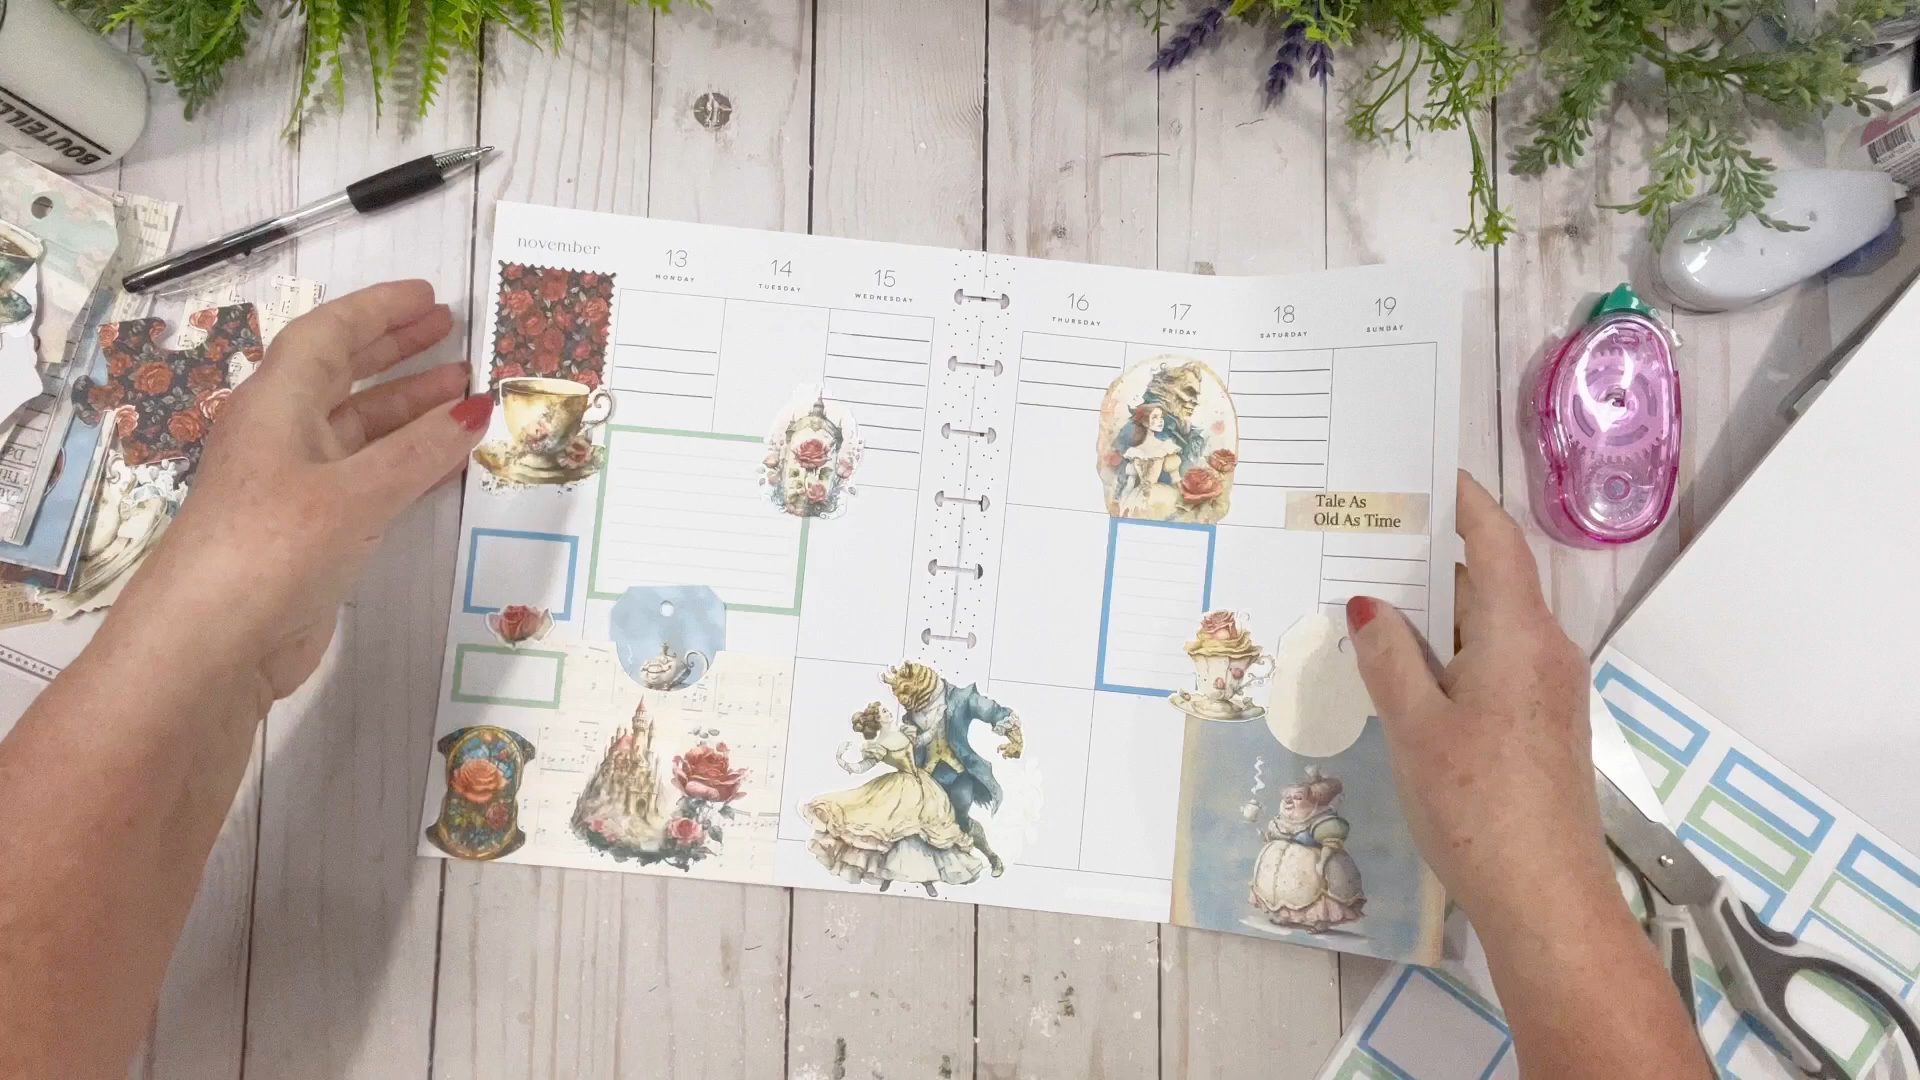 BOUTEILL
november
13
MONDAY
14
TUESDAY
15
WEDNESDAY
16
THURSDAY
17
FRIDAY
18
SATURDAY
19
SUNDAY
Tale As
Old As Time